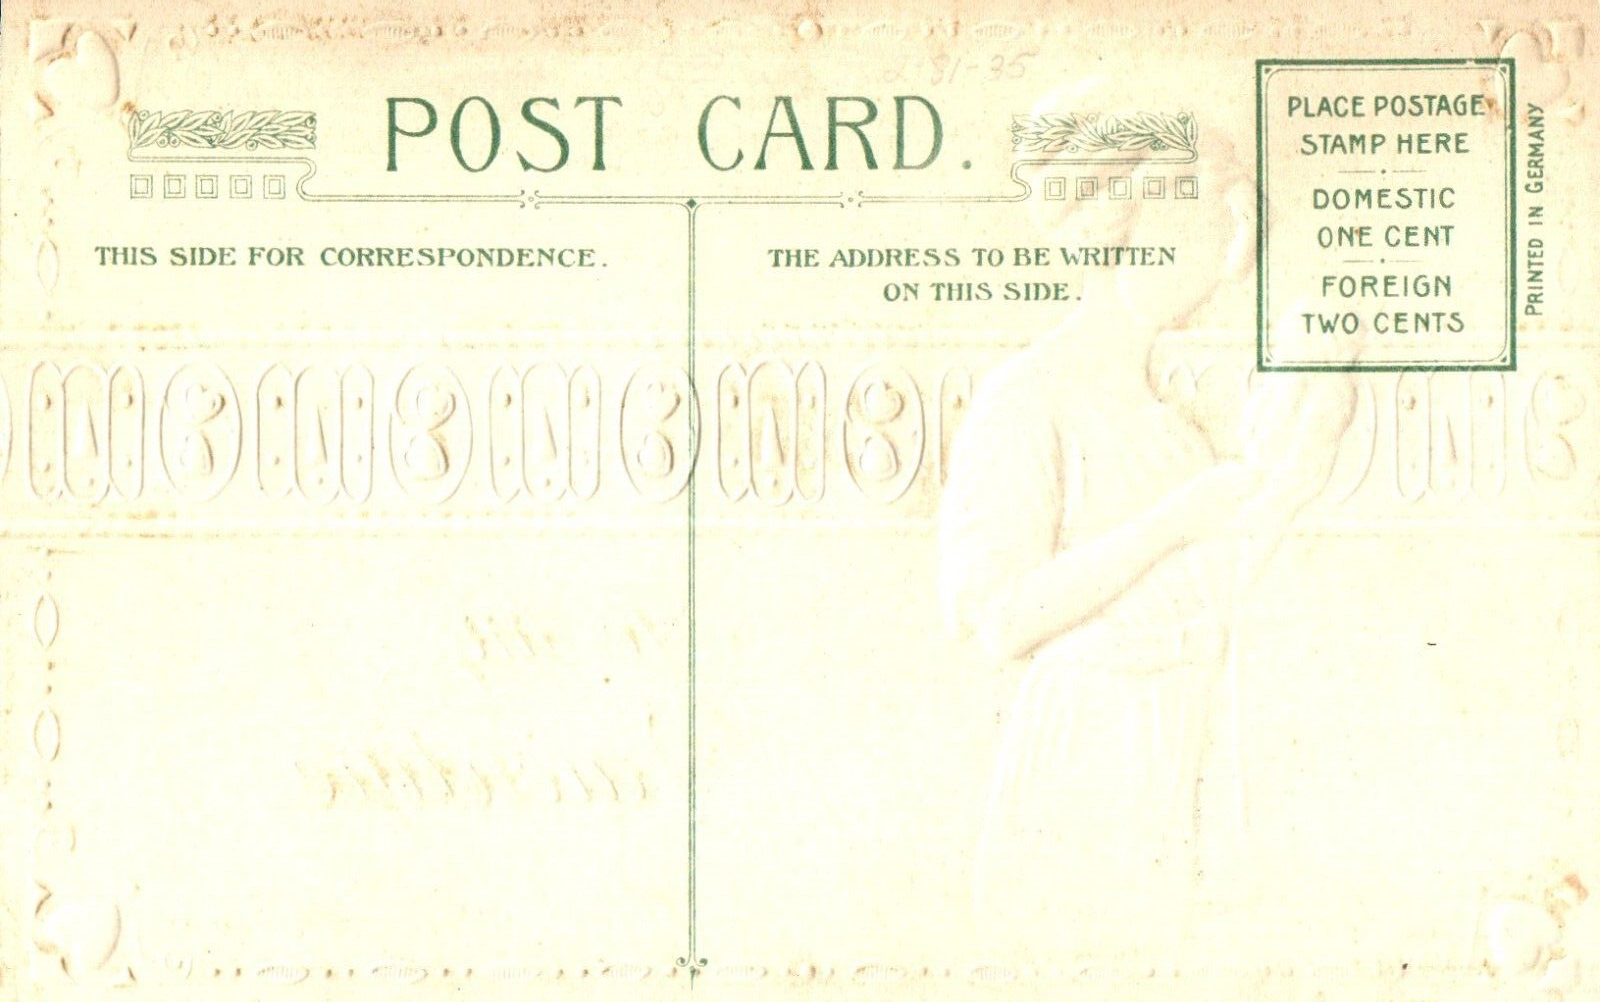 POST CARD.
THIS SIDE FOR CORRESPONDENCE.
THE ADDRESS TO BE WRITTEN
ON THIS SIDE.
PLACE POSTAGE
STAMP HERE
DOMESTIC
ONE CENT
FOREIGN
TWO CENTS
PRINTED IN GERMANY